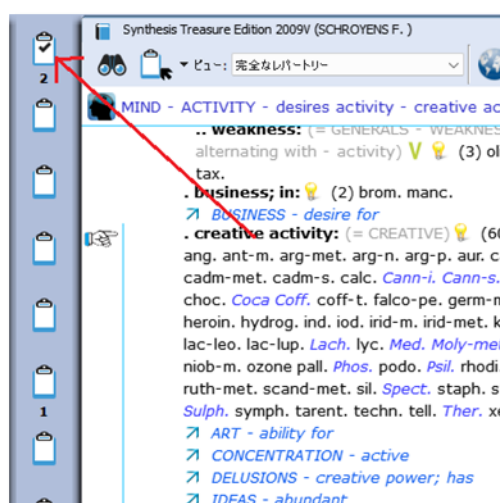 Synthesis Treasure Edition 2009V (SCHROYENS F. )
ビュー: 完全なレパートリー
2
MIND - ACTIVITY - desires activity - creative ac
.. weakness: (= GENERALS - WEAKNES
alternating with - activity) V (3) ol
tax.
. business; in: (2) brom. manc.
BUSINESS - desire for
. creative activity: (= CREATIVE) (60
ang. ant-m. arg-met. arg-n. arg-p. aur. c
cadm-met. cadm-s. calc. Cann-i. Cann-s.
choc. Coca Coff. coff-t. falco-pe. germ-m
heroin. hydrog. ind. iod. irid-m. irid-met. k
lac-leo. lac-lup. Lach. lyc. Med. Moly-met
niob-m. ozone pall. Phos. podo. Psil. rhodi
ruth-met. scand-met. sil. Spect. staph. s
1
Sulph. symph. tarent. techn. tell. Ther. xe
ART - ability for
CONCENTRATION - active
DELUSIONS - creative power; has
IDEAS - abundant